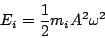 E_i = \frac{1}{2} m_i A^2 \omega^2